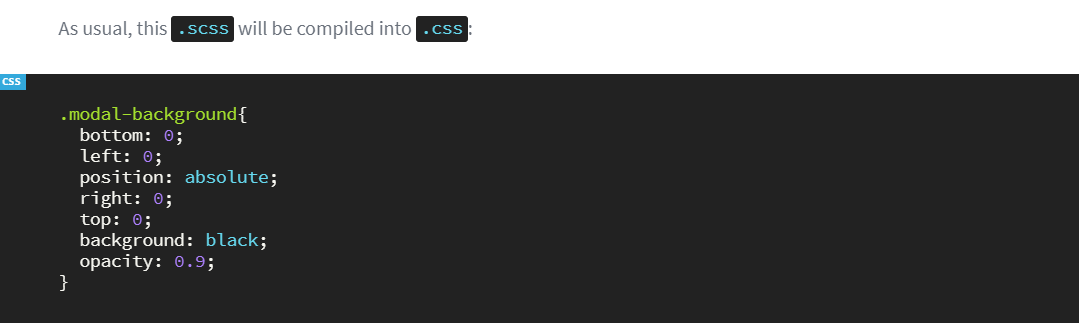 As usual, this .scss will be compiled into .css:
css
.modal-background{
  bottom: 0;
  left: 0;
  position: absolute;
  right: 0;
  top: 0;
  background: black;
  opacity: 0.9;
}